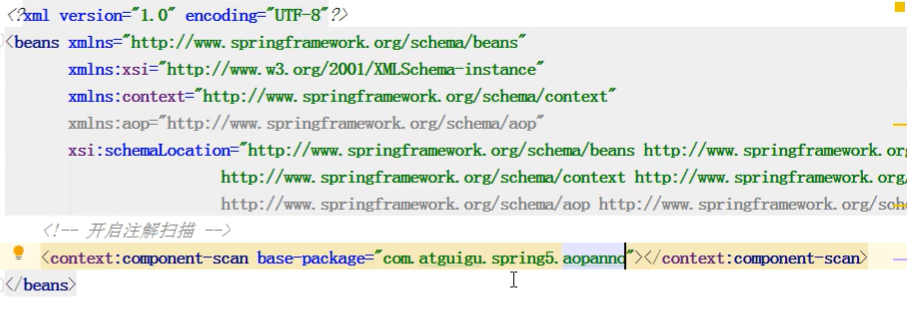 <?xml version="1.0" encoding="UTF-8"?>
<beans xmlns="http://www.springframework.org/schema/beans"
xmlns:xsi="http://www.w3.org/2001/XMLSchema-instance"
xmlns:context="http://www.springframework.org/schema/context"
xmlns:aop="http://www.springframework.org/schema/aop"
xsi:schemaLocation="http://www.springframework.org/schema/beans http://www.springframework.or
http://www.springframework.org/schema/context http://www.springframework.org/
http://www.springframework.org/schema/aop http://www.springframework.org/sch
<!-- 开启注解扫描 -->
<context:component-scan base-package="com.atguigu.spring5.aopanno"></context:component-scan>
</beans>